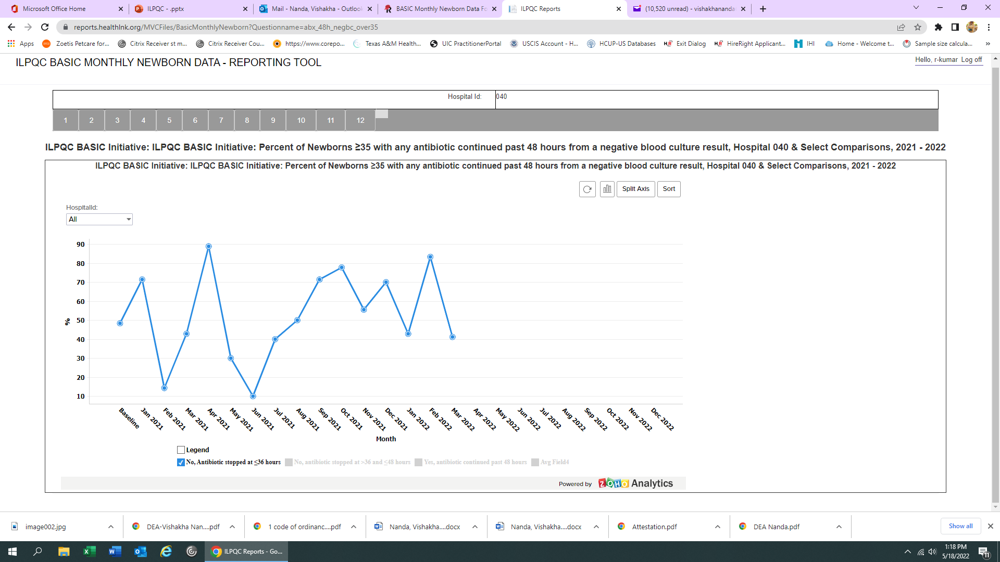 Microsoft Office Home
ILPQC - .pptx
Mail - Nanda, Vishakha - Outlook
BASIC Monthly Newborn Data Fo
ILPQC Reports
(10,520 unread) - vishakhananda
reports.healthlnk.org/MVCFiles/BasicMonthlyNewborn?Questionname=abx_48h_negbc_over35
Apps
Zoetis Petcare for...
Citrix Receiver st m...
Citrix Receiver Cou...
https://www.corepo...
Texas A&M Health...
UIC PractitionerPortal
USCIS Account - H...
HCUP-US Databases
Exit Dialog
HireRight Applicant...
IHI
Home - Welcome t...
Sample size calcula...
»
ILPQC BASIC MONTHLY NEWBORN DATA - REPORTING TOOL
Hello, r-kumar Log off
Hospital Id: 040
1 2 3 4 5 6 7 8 9 10 11 12
ILPQC BASIC Initiative: ILPQC BASIC Initiative: Percent of Newborns ≥35 with any antibiotic continued past 48 hours from a negative blood culture result, Hospital 040 & Select Comparisons, 2021 - 2022
ILPQC BASIC Initiative: ILPQC BASIC Initiative: Percent of Newborns ≥35 with any antibiotic continued past 48 hours from a negative blood culture result, Hospital 040 & Select Comparisons, 2021 - 2022
Split Axis
Sort
HospitalId:
All
90
80
70
60
50
40
30
20
10
%
Baseline
Jan 2021
Feb 2021
Mar 2021
Apr 2021
May 2021
Jun 2021
Jul 2021
Aug 2021
Sep 2021
Oct 2021
Nov 2021
Dec 2021
Jan 2022
Feb 2022
Mar 2022
Apr 2022
May 2022
Jun 2022
Jul 2022
Aug 2022
Sep 2022
Oct 2022
Nov 2022
Dec 2022
Month
Legend
No, Antibiotic stopped at ≤36 hours
No, antibiotic stopped at >36 and ≤48 hours
Yes, antibiotic continued past 48 hours
Avg Field4
Powered by ZOHO Analytics
image002.jpg
DEA-Vishakha Nan....pdf
1 code of ordinanc....pdf
Nanda, Vishakha....docx
Nanda, Vishakha....docx
Attestation.pdf
DEA Nanda.pdf
Show all
ILPQC Reports - Go...
1:18 PM
5/18/2022
11